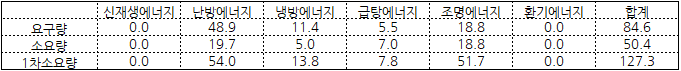 신재생에너지 난방에너지 냉방에너지 급탕에너지 조명에너지 환기에너지 합계
요구량 0.0 48.9 11.4 5.5 18.8 0.0 84.6
소요량 0.0 19.7 5.0 7.0 18.8 0.0 50.4
1차소요량 0.0 54.0 13.8 7.8 51.7 0.0 127.3